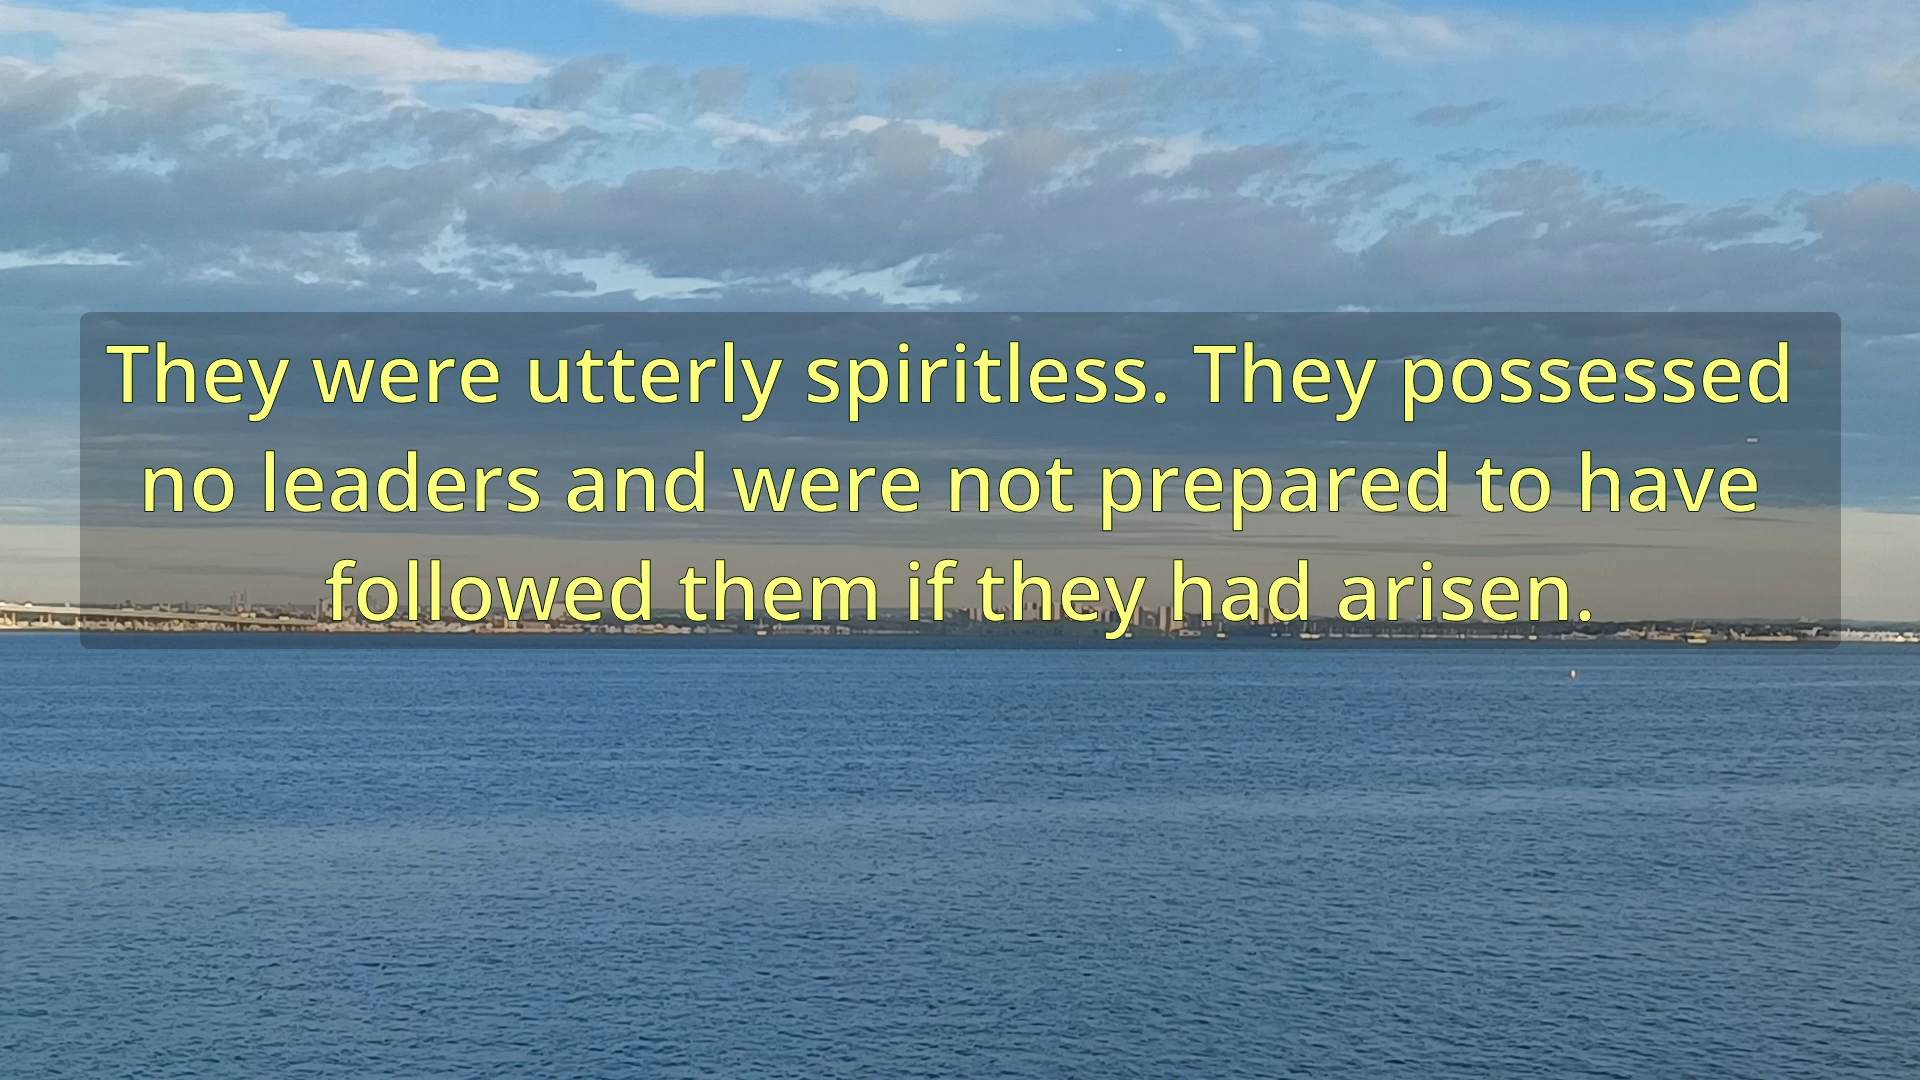 They were utterly spiritless. They possessed
no leaders and were not prepared to have
followed them if they had arisen.